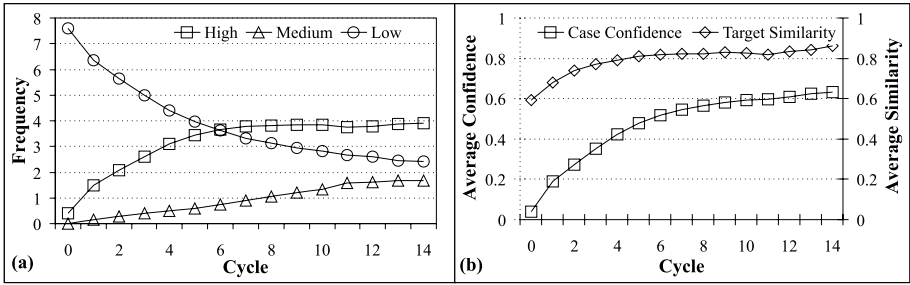 8
7
6
5
4
3
2
1
0
Frequency
High Medium Low
0 2 4 6 8 10 12 14
Cycle
(a)
1
0.8
0.6
0.4
0.2
0
Average Confidence
Case Confidence Target Similarity
1
0.8
0.6
0.4
0.2
0
Average Similarity
0 2 4 6 8 10 12 14
Cycle
(b)